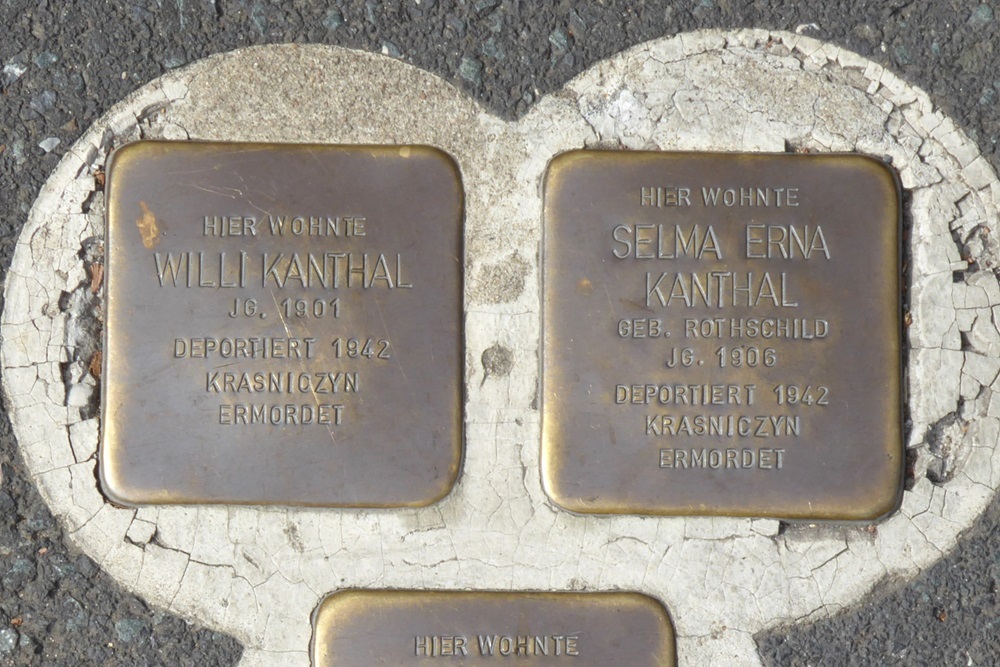 HIER WOHNTE
WILLI KANTHAL
JG. 1901
DEPORTIERT 1942
KRASNICZYN
ERMORDET
HIER WOHNTE
SELMA ERNA
KANTHAL
GEB. ROTHSCHILD
JG. 1906
DEPORTIERT 1942
KRASNICZYN
ERMORDET
HIER WOHNTE